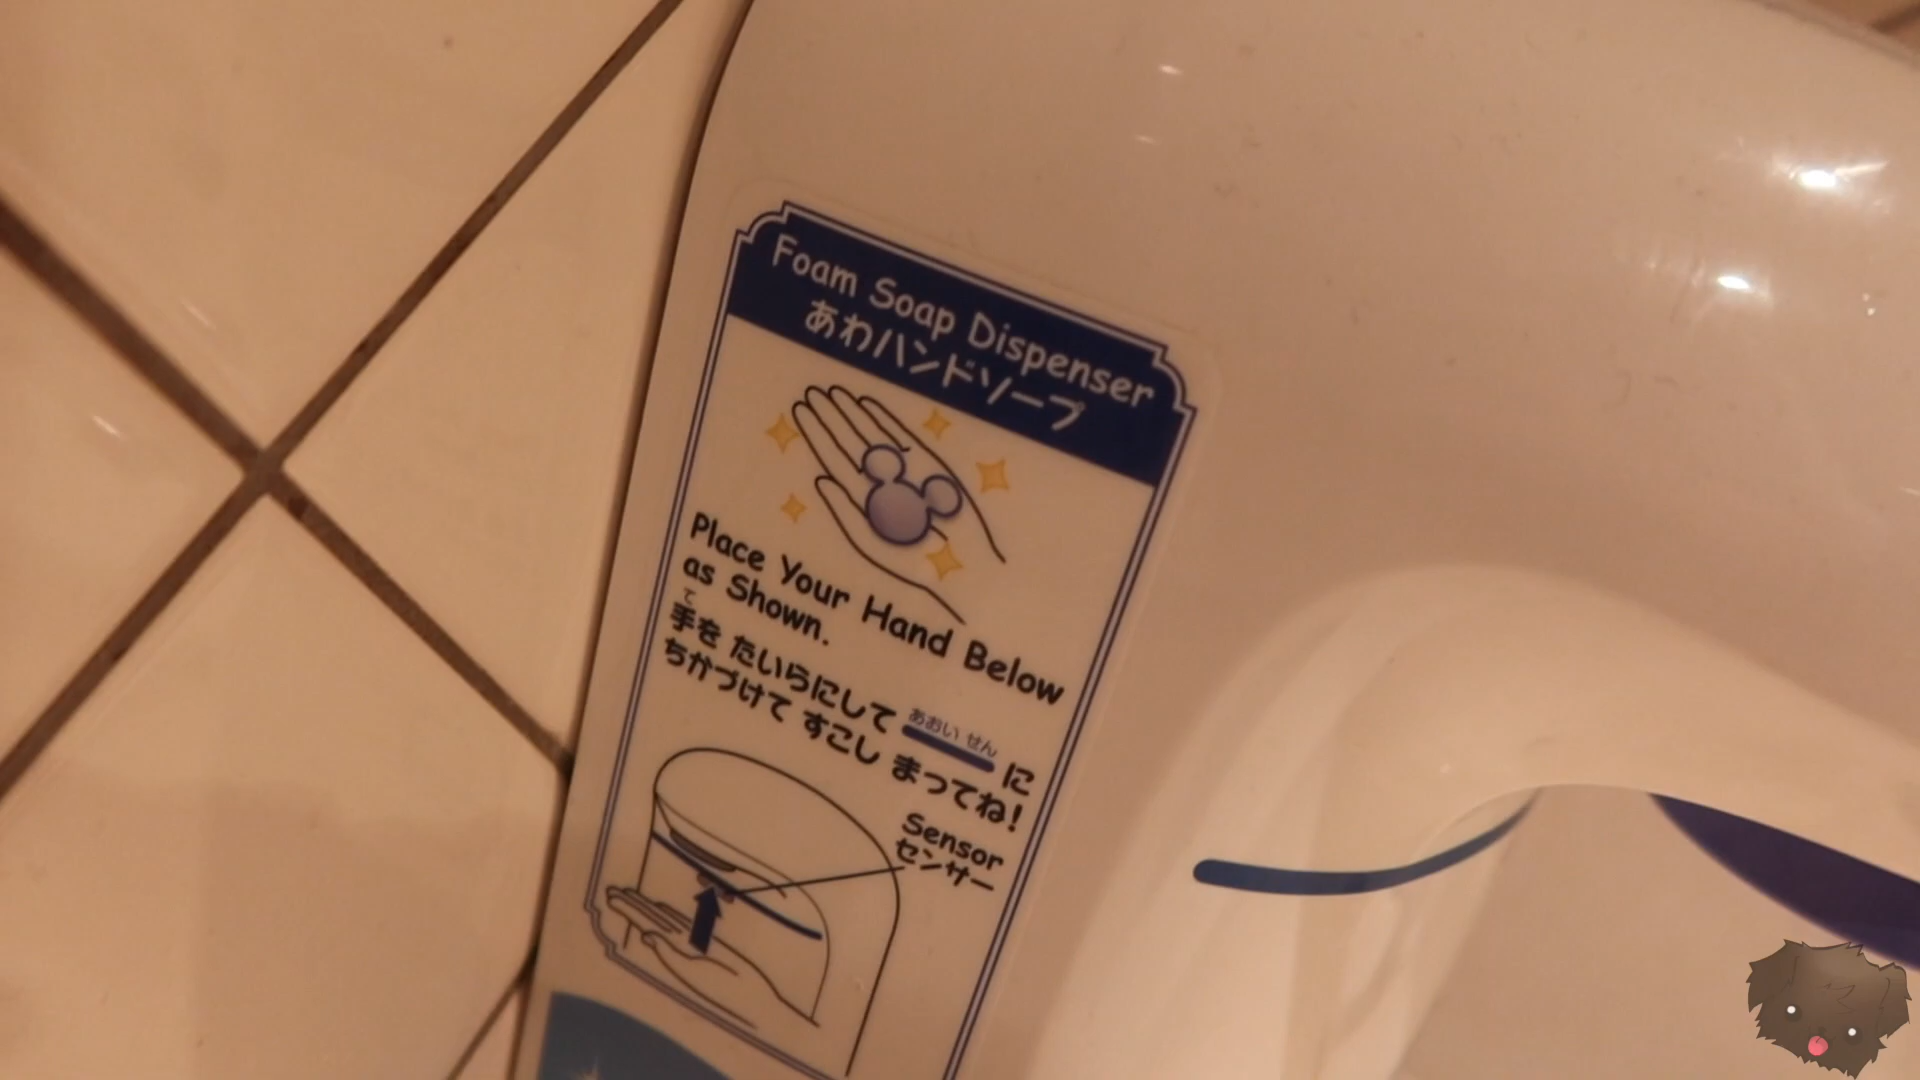 Foam Soap Dispenser
あわハンドソープ
Place Your Hand Below
as Shown.
て
手を たいらにして あおい せん に
ちかづけて すこし まってね!
Sensor
センサー